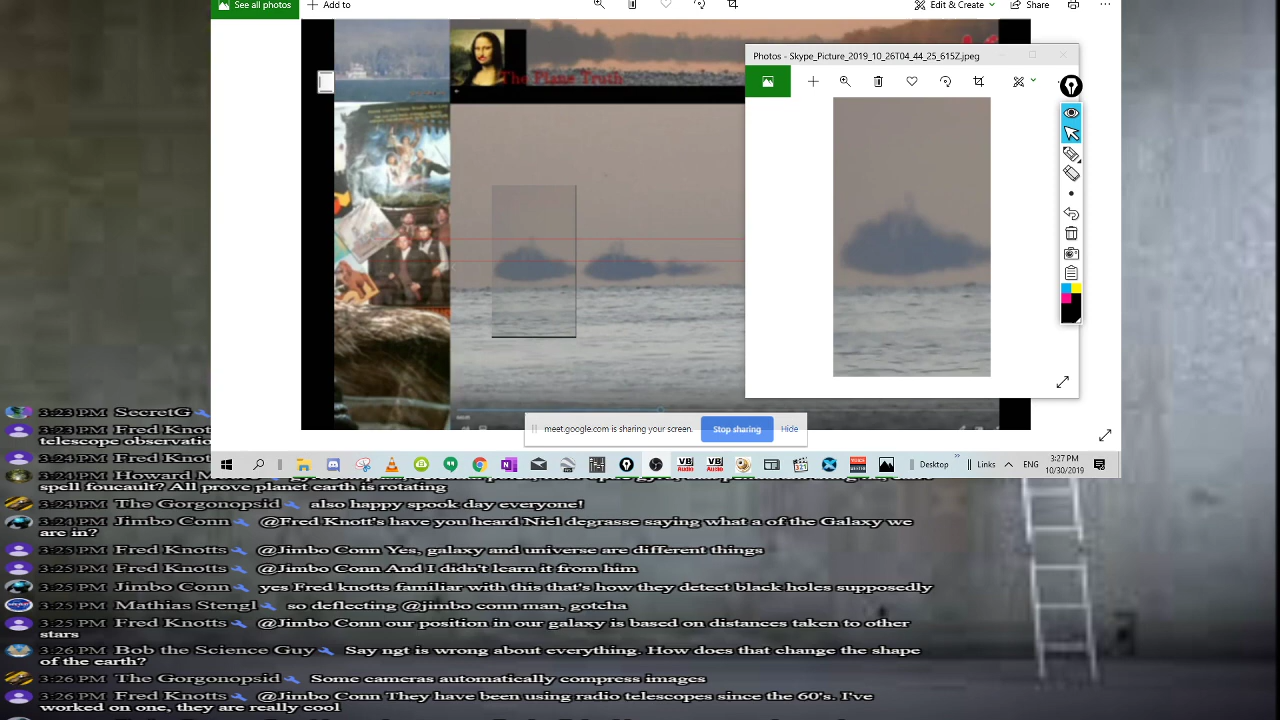 See all photos
Add to
Edit & Create
Share
The Plane Truth
Photos - Skype_Picture_2019_10_26T04_44_25_615Z.jpeg
meet.google.com is sharing your screen.
Stop sharing
Hide
VB
VB
Desktop
Links
ENG
3:27 PM
10/30/2019
3:23 PM SecretG
3:23 PM Fred Knot
telescope observatio
3:24 PM Fred Knot
3:24 PM Howard M
spell foucault? All prove planet earth is rotating
3:24 PM The Gorgonopsid also happy spook day everyone!
3:24 PM Jimbo Conn @Fred Knott's have you heard Niel degrasse saying what a of the Galaxy we
are in?
3:25 PM Fred Knotts @Jimbo Conn Yes, galaxy and universe are different things
3:25 PM Fred Knotts @Jimbo Conn And I didn't learn it from him
3:25 PM Jimbo Conn yes Fred knotts familiar with this that's how they detect black holes supposedly
3:25 PM Mathias Stengl so deflecting @jimbo conn man, gotcha
3:25 PM Fred Knotts @Jimbo Conn our position in our galaxy is based on distances taken to other
stars
3:26 PM Bob the Science Guy Say ngt is wrong about everything. How does that change the shape
of the earth?
3:26 PM The Gorgonopsid Some cameras automatically compress images
3:26 PM Fred Knotts @Jimbo Conn They have been using radio telescopes since the 60's. I've
worked on one, they are really cool